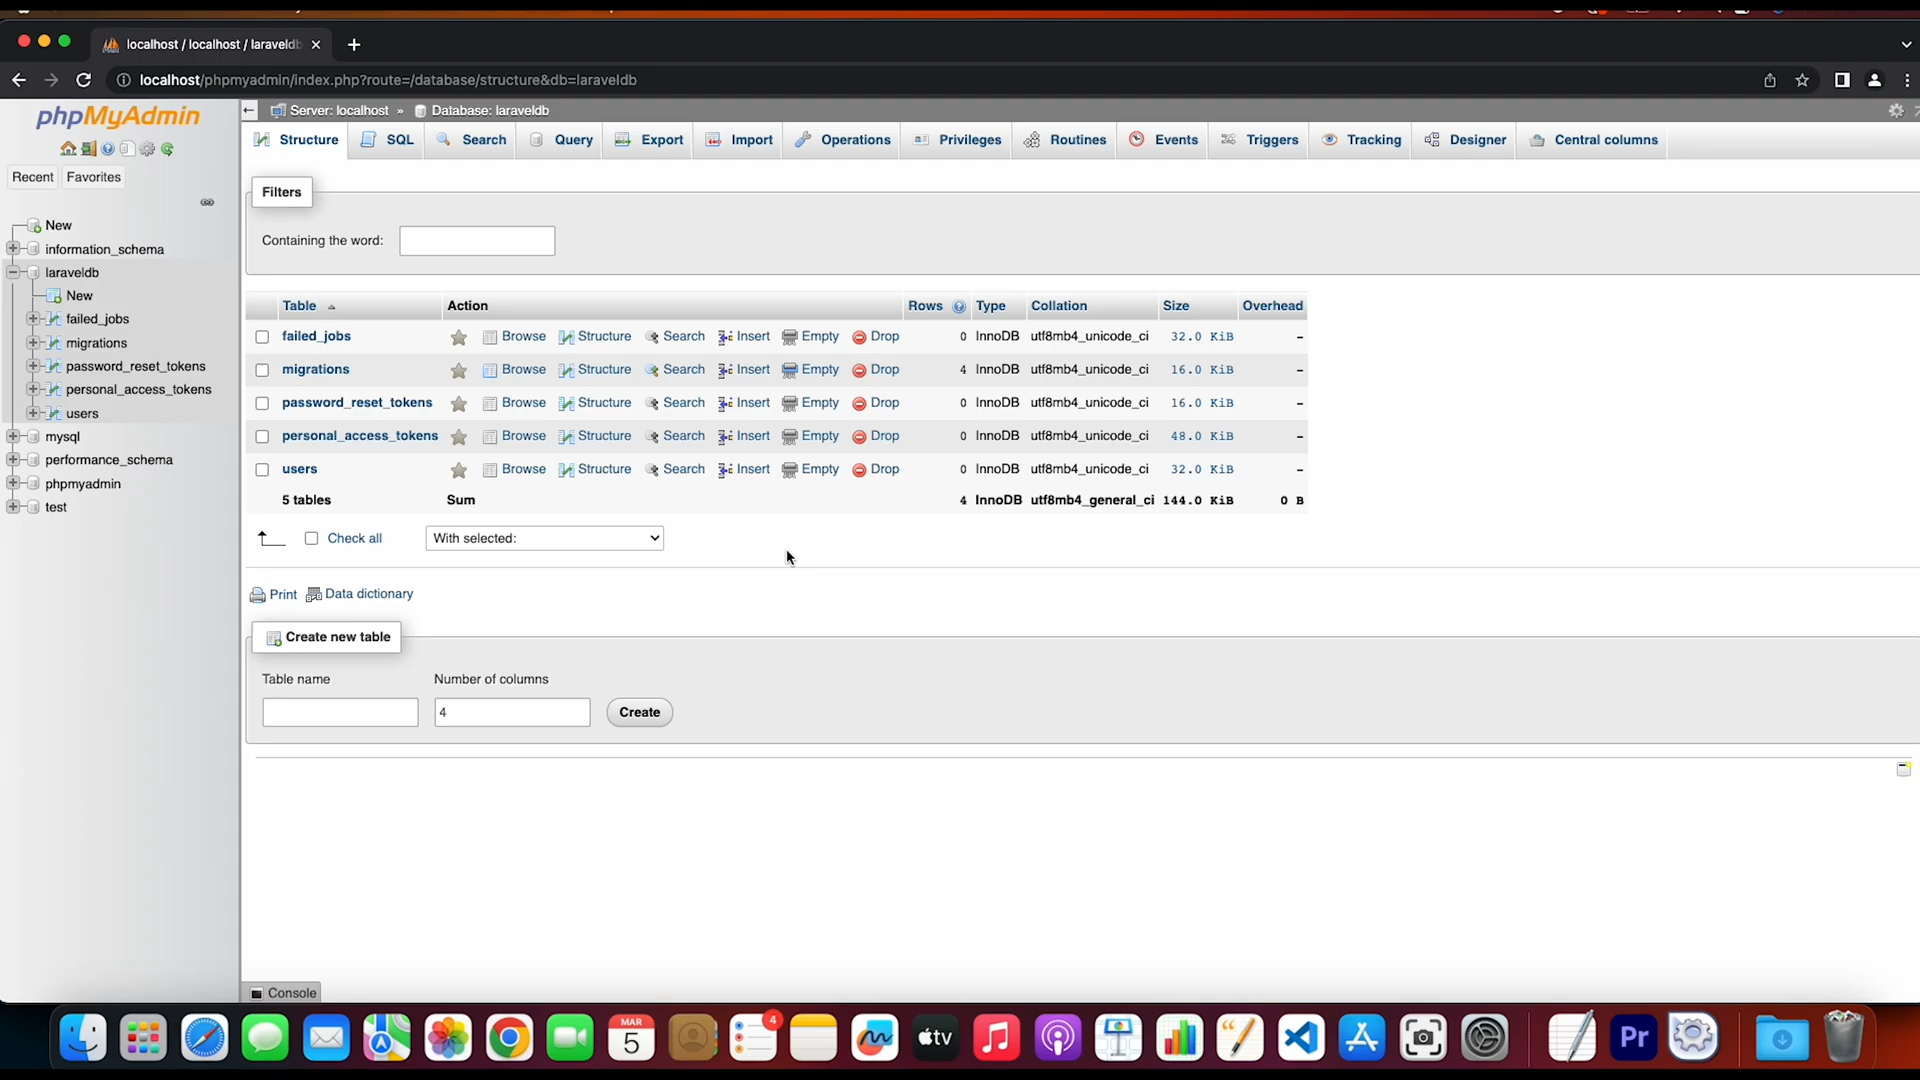 localhost / localhost / laraveldb
localhost/phpmyadmin/index.php?route=/database/structure&db=laraveldb
phpMyAdmin
Recent
Favorites
New
information_schema
laraveldb
New
failed_jobs
migrations
password_reset_tokens
personal_access_tokens
users
mysql
performance_schema
phpmyadmin
test
Server: localhost » Database: laraveldb
Structure SQL Search Query Export Import Operations Privileges Routines Events Triggers Tracking Designer Central columns
Filters
Containing the word:
Table Action Rows Type Collation Size Overhead
failed_jobs Browse Structure Search Insert Empty Drop 0 InnoDB utf8mb4_unicode_ci 32.0 KiB –
migrations Browse Structure Search Insert Empty Drop 4 InnoDB utf8mb4_unicode_ci 16.0 KiB –
password_reset_tokens Browse Structure Search Insert Empty Drop 0 InnoDB utf8mb4_unicode_ci 16.0 KiB –
personal_access_tokens Browse Structure Search Insert Empty Drop 0 InnoDB utf8mb4_unicode_ci 48.0 KiB –
users Browse Structure Search Insert Empty Drop 0 InnoDB utf8mb4_unicode_ci 32.0 KiB –
5 tables Sum 4 InnoDB utf8mb4_general_ci 144.0 KiB 0 B
Check all With selected:
Print Data dictionary
Create new table
Table name Number of columns
4 Create
Console
MAR
5
4
tv
Pr